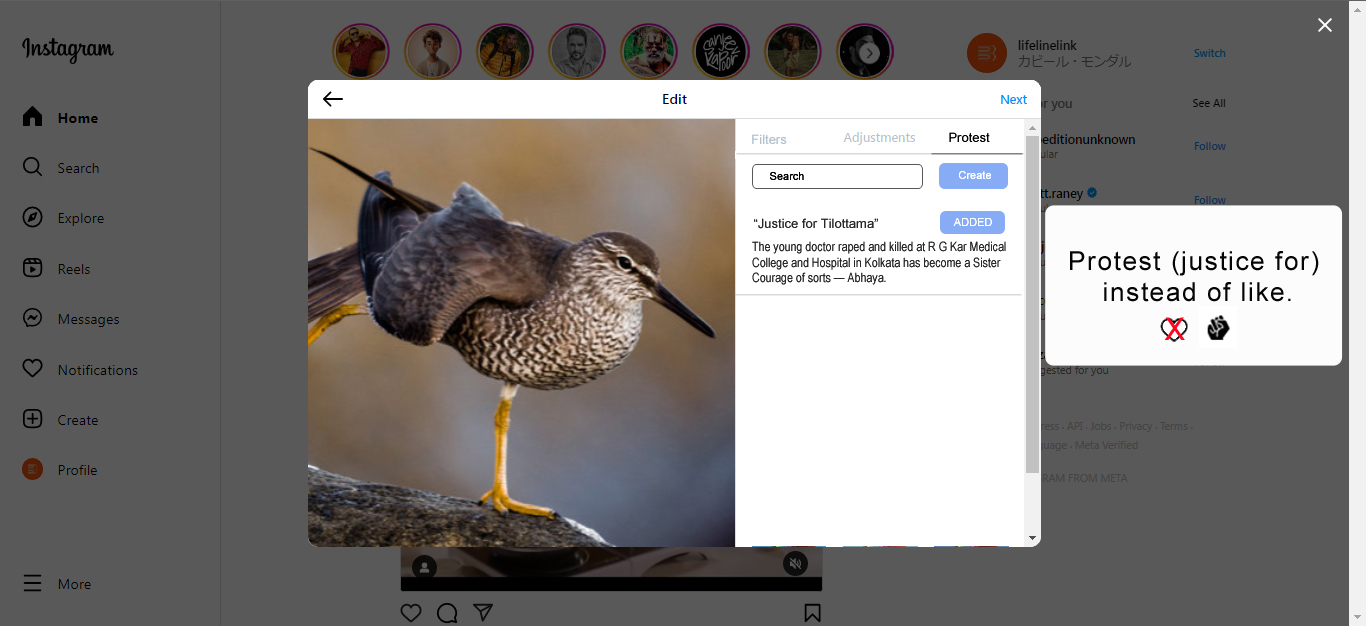 Instagram
Home
Search
Explore
Reels
Messages
Notifications
Create
Profile
More
Edit
Next
Filters
Adjustments
Protest
Search
Create
“Justice for Tilottama”
ADDED
The young doctor raped and killed at R G Kar Medical
College and Hospital in Kolkata has become a Sister
Courage of sorts — Abhaya.
lifelinelink
カビール・モンダル
Switch
or you
See All
peditionunknown
ular
Follow
tt.raney
Follow
Protest (justice for)
instead of like.
gested for you
ress · API · Jobs · Privacy · Terms ·
guage · Meta Verified
RAM FROM META